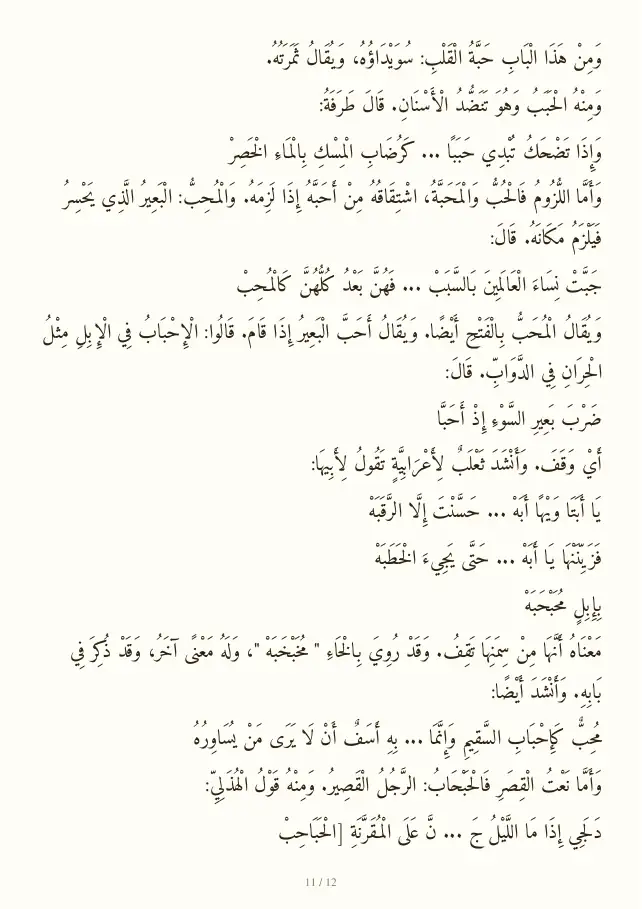 وَمِنْ هَذَا الْبَابِ حَبَّةُ الْقَلْبِ: سُوَيْدَاؤُهُ، وَيُقَالُ ثَمَرَتُهُ.
وَمِنْهُ الْحَبَبُ وَهُوَ تَنَضُّدُ الْأَسْنَانِ. قَالَ طَرَفَةُ:
وَإِذَا تَضْحَكُ تُبْدِي حَبَبًا ... كَرُضَابِ الْمِسْكِ بِالْمَاءِ الْخَصِرْ
وَأَمَّا اللُّزُومُ فَالْحُبُّ وَالْمَحَبَّةُ، اشْتِقَاقُهُ مِنْ أَحَبَّهُ إِذَا لَزِمَهُ. وَالْمُحِبُّ: الْبَعِيرُ الَّذِي يَحْسِرُ
فَيَلْزَمُ مَكَانَهُ. قَالَ:
جَبَّتْ نِسَاءَ الْعَالَمِينَ بَالسَّبَبْ ... فَهُنَّ بَعْدُ كُلُّهُنَّ كَالْمُحِبْ
وَيُقَالُ الْمُحَبُّ بِالْفَتْحِ أَيْضًا. وَيُقَالُ أَحَبَّ الْبَعِيرُ إِذَا قَامَ. قَالُوا: الْإِحْبَابُ فِي الْإِبِلِ مِثْلُ
الْحِرَانِ فِي الدَّوَابِّ. قَالَ:
ضَرْبَ بَعِيرِ السَّوْءِ إِذْ أَحَبَّا
أَيْ وَقَفَ. وَأَنْشَدَ ثَعْلَبٌ لِأَعْرَابِيَّةٍ تَقُولُ لِأَبِيهَا:
يَا أَبَتَا وَيْهًا أَبَهْ ... حَسَّنْتَ إِلَّا الرَّقَبَهْ
فَزَيِّنَنْهَا يَا أَبَهْ ... حَتَّى يَجِيءَ الْخَطَبَهْ
بِإِبِلٍ مُحَبْحَبَهْ
مَعْنَاهُ أَنَّهَا مِنْ سِمَنِهَا تَقِفُ. وَقَدْ رُوِيَ بِالْخَاءِ " مُخَبْخَبَهْ "، وَلَهُ مَعْنًى آخَرُ، وَقَدْ ذُكِرَ فِي
بَابِهِ. وَأَنْشَدَ أَيْضًا:
مُحِبٌّ كَإِحْبَابِ السَّقِيمِ وَإِنَّمَا ... بِهِ أَسَفٌ أَنْ لَا يَرَى مَنْ يُسَاوِرُهُ
وَأَمَّا نَعْتُ الْقِصَرِ فَالْحَبْحَابُ: الرَّجُلُ الْقَصِيرُ. وَمِنْهُ قَوْلُ الْهُذَلِيِّ:
دَلَجِي إِذَا مَا اللَّيْلُ جَ ... نَّ عَلَى الْمُقَرَّنَةِ [الْحَبَاحِبْ
11 / 12